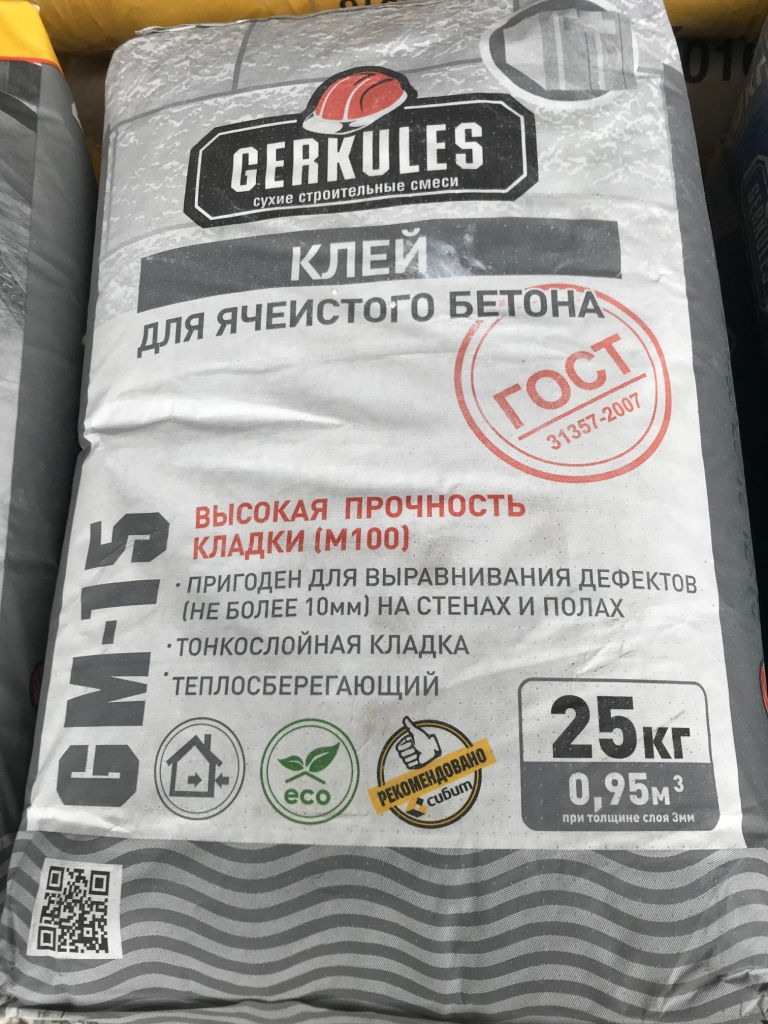 GERKULES
сухие строительные смеси
КЛЕЙ
ДЛЯ ЯЧЕИСТОГО БЕТОНА
ГОСТ
31357-2007
ВЫСОКАЯ ПРОЧНОСТЬ
КЛАДКИ (М100)
· ПРИГОДЕН ДЛЯ ВЫРАВНИВАНИЯ ДЕФЕКТОВ
(НЕ БОЛЕЕ 10мм) НА СТЕНАХ И ПОЛАХ
· ТОНКОСЛОЙНАЯ КЛАДКА
· ТЕПЛОСБЕРЕГАЮЩИЙ
GM-15
eco
РЕКОМЕНДОВАНО
сибит
25кг
0,95м³
при толщине слоя 3мм